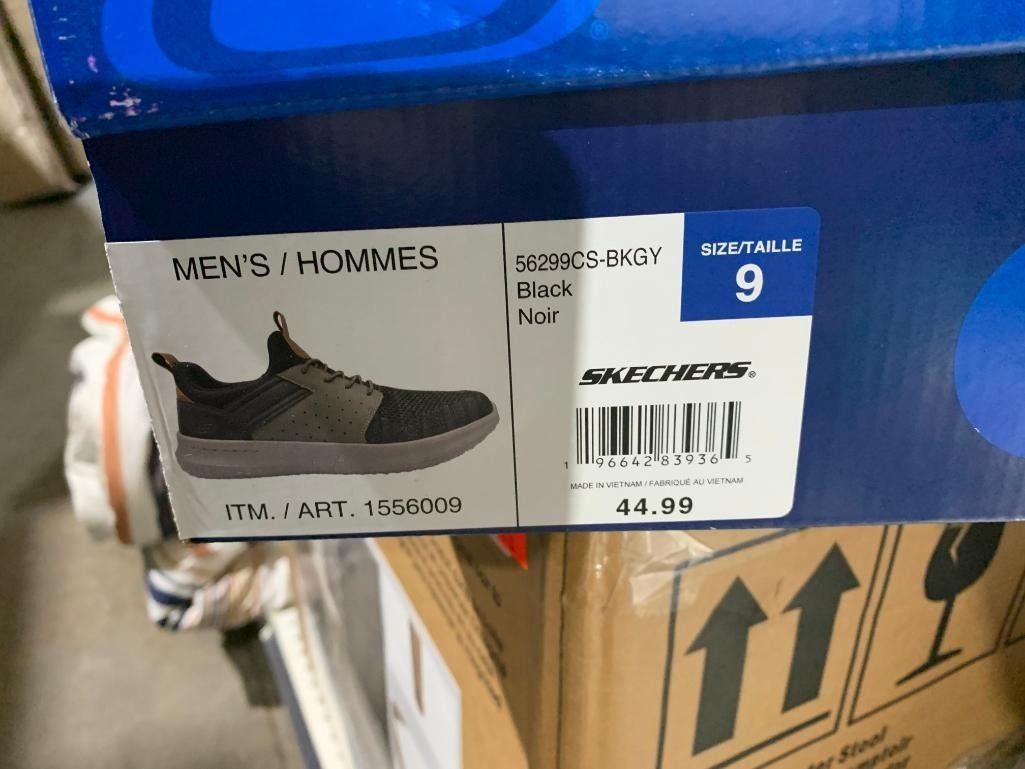 MEN'S / HOMMES
ITM. / ART. 1556009
56299CS-BKGY
Black
Noir
SIZE/TAILLE
9
SKECHERS®
1 96642 83936 5
MADE IN VIETNAM / FABRIQUÉ AU VIETNAM
44.99
Stool